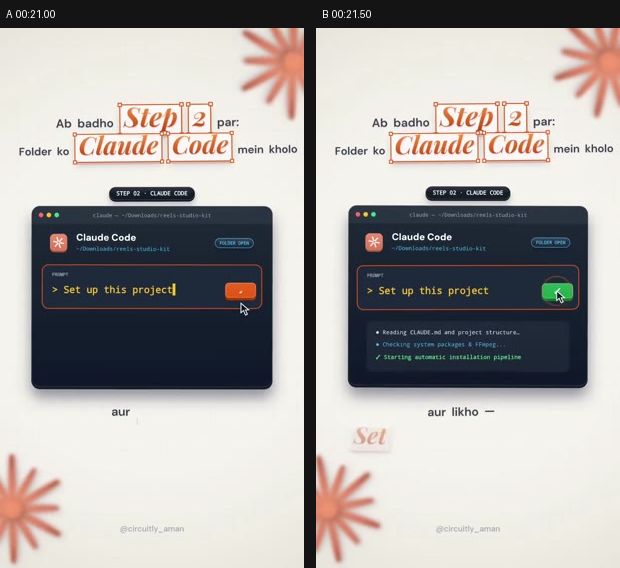 A 00:21.00
Ab badho Step 2 par:
Folder ko Claude Code mein kholo
STEP 02 · CLAUDE CODE
claude — ~/Downloads/reels-studio-kit
Claude Code
~/Downloads/reels-studio-kit
FOLDER OPEN
PROMPT
> Set up this project
aur
@circuitly_aman
B 00:21.50
Ab badho Step 2 par:
Folder ko Claude Code mein kholo
STEP 02 · CLAUDE CODE
claude — ~/Downloads/reels-studio-kit
Claude Code
~/Downloads/reels-studio-kit
FOLDER OPEN
PROMPT
> Set up this project
● Reading CLAUDE.md and project structure…
● Checking system packages & FFmpeg...
✓ Starting automatic installation pipeline
aur likho —
Set
@circuitly_aman